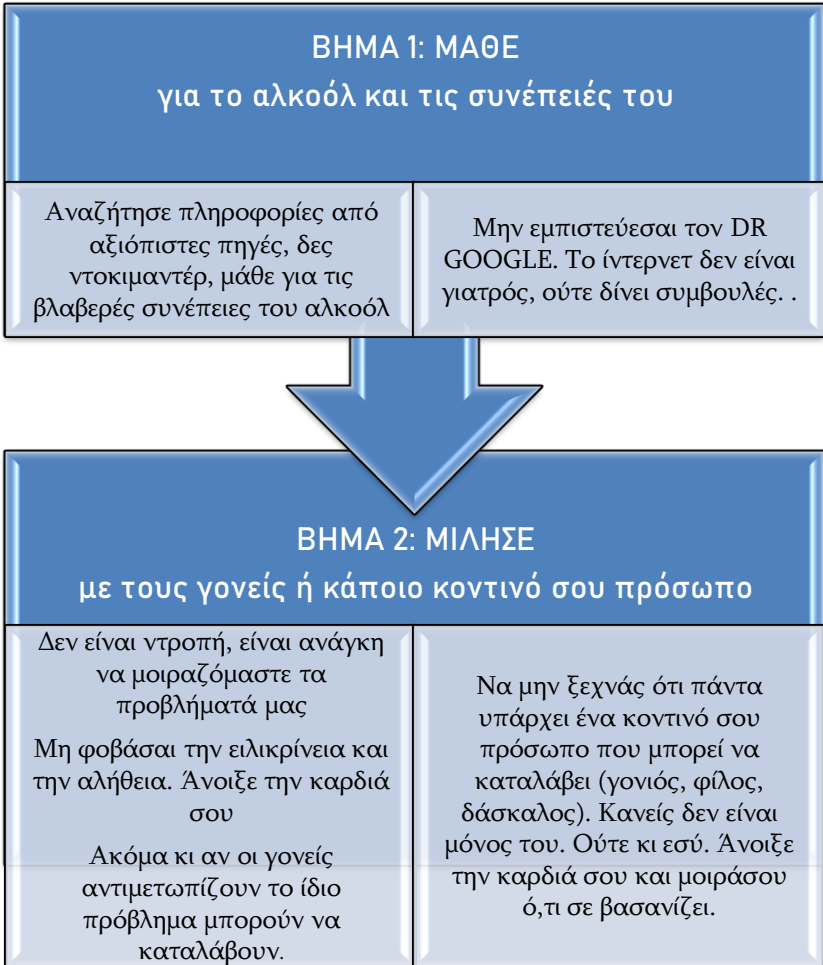 ΒΗΜΑ 1: ΜΑΘΕ
για το αλκοόλ και τις συνέπειές του
Αναζήτησε πληροφορίες από
αξιόπιστες πηγές, δες
ντοκιμαντέρ, μάθε για τις
βλαβερές συνέπειες του αλκοόλ
Μην εμπιστεύεσαι τον DR
GOOGLE. Το ίντερνετ δεν είναι
γιατρός, ούτε δίνει συμβουλές. .
ΒΗΜΑ 2: ΜΙΛΗΣΕ
με τους γονείς ή κάποιο κοντινό σου πρόσωπο
Δεν είναι ντροπή, είναι ανάγκη
να μοιραζόμαστε τα
προβλήματά μας
Μη φοβάσαι την ειλικρίνεια και
την αλήθεια. Άνοιξε την καρδιά
σου
Ακόμα κι αν οι γονείς
αντιμετωπίζουν το ίδιο
πρόβλημα μπορούν να
καταλάβουν.
Να μην ξεχνάς ότι πάντα
υπάρχει ένα κοντινό σου
πρόσωπο που μπορεί να
καταλάβει (γονιός, φίλος,
δάσκαλος). Κανείς δεν είναι
μόνος του. Ούτε κι εσύ. Άνοιξε
την καρδιά σου και μοιράσου
ό,τι σε βασανίζει.